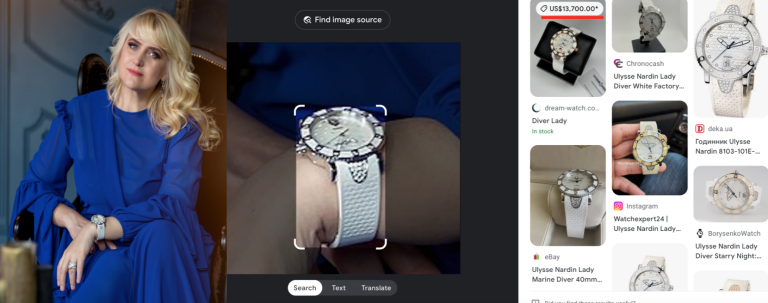 Find image source
Search
Text
Translate
US$13,700.00*
dream-watch.co...
Diver Lady
In stock
eBay
Ulysse Nardin Lady
Marine Diver 40mm...
Chronocash
Ulysse Nardin Lady
Diver White Factory...
Instagram
Watchexpert24 |
Ulysse Nardin Lady...
deka.ua
Годинник Ulysse
Nardin 8103-101E-...
BorysenkoWatch
Ulysse Nardin Lady
Diver Starry Night:...